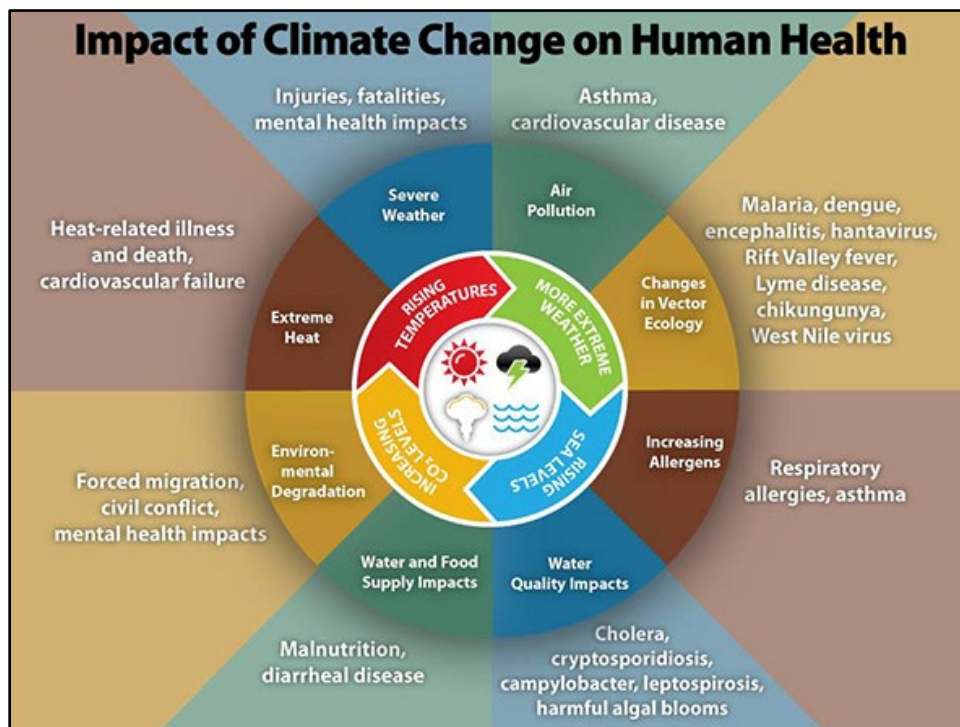 Impact of Climate Change on Human Health
Injuries, fatalities,
mental health impacts
Asthma,
cardiovascular disease
Severe
Weather
Air
Pollution
Heat-related illness
and death,
cardiovascular failure
Malaria, dengue,
encephalitis, hantavirus,
Rift Valley fever,
Lyme disease,
chikungunya,
West Nile virus
Extreme
Heat
RISING
TEMPERATURES
MORE EXTREME
WEATHER
Changes
in Vector
Ecology
Environ-
mental
Degradation
INCREASING
CO₂ LEVELS
RISING
SEA LEVELS
Increasing
Allergens
Forced migration,
civil conflict,
mental health impacts
Respiratory
allergies, asthma
Water and Food
Supply Impacts
Water
Quality Impacts
Malnutrition,
diarrheal disease
Cholera,
cryptosporidiosis,
campylobacter, leptospirosis,
harmful algal blooms